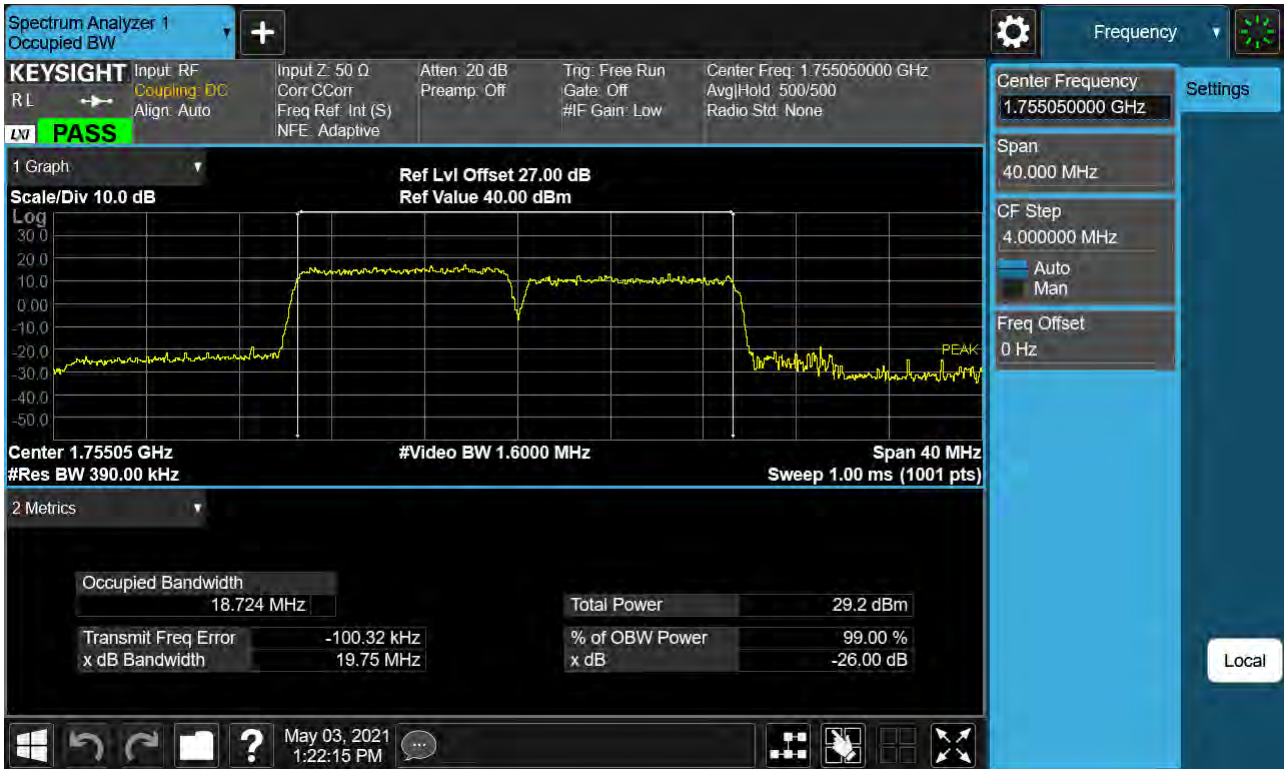 Spectrum Analyzer 1
Occupied BW
+
Frequency
KEYSIGHT
R L
LXI
PASS
Input: RF
Coupling: DC
Align: Auto
Input Z: 50 Ω
Corr CCorr
Freq Ref: Int (S)
NFE: Adaptive
Atten: 20 dB
Preamp: Off
Trig: Free Run
Gate: Off
#IF Gain: Low
Center Freq: 1.755050000 GHz
Avg|Hold: 500/500
Radio Std: None
Center Frequency
1.755050000 GHz
Settings
Span
40.000 MHz
CF Step
4.000000 MHz
Auto
Man
Freq Offset
0 Hz
Local
1 Graph
Scale/Div 10.0 dB
Ref Lvl Offset 27.00 dB
Ref Value 40.00 dBm
Log
30.0
20.0
10.0
0.00
-10.0
-20.0
-30.0
-40.0
-50.0
PEAK
Center 1.75505 GHz
#Video BW 1.6000 MHz
Span 40 MHz
#Res BW 390.00 kHz
Sweep 1.00 ms (1001 pts)
2 Metrics
Occupied Bandwidth
18.724 MHz
Total Power 29.2 dBm
Transmit Freq Error -100.32 kHz
% of OBW Power 99.00 %
x dB Bandwidth 19.75 MHz
x dB -26.00 dB
?
May 03, 2021
1:22:15 PM